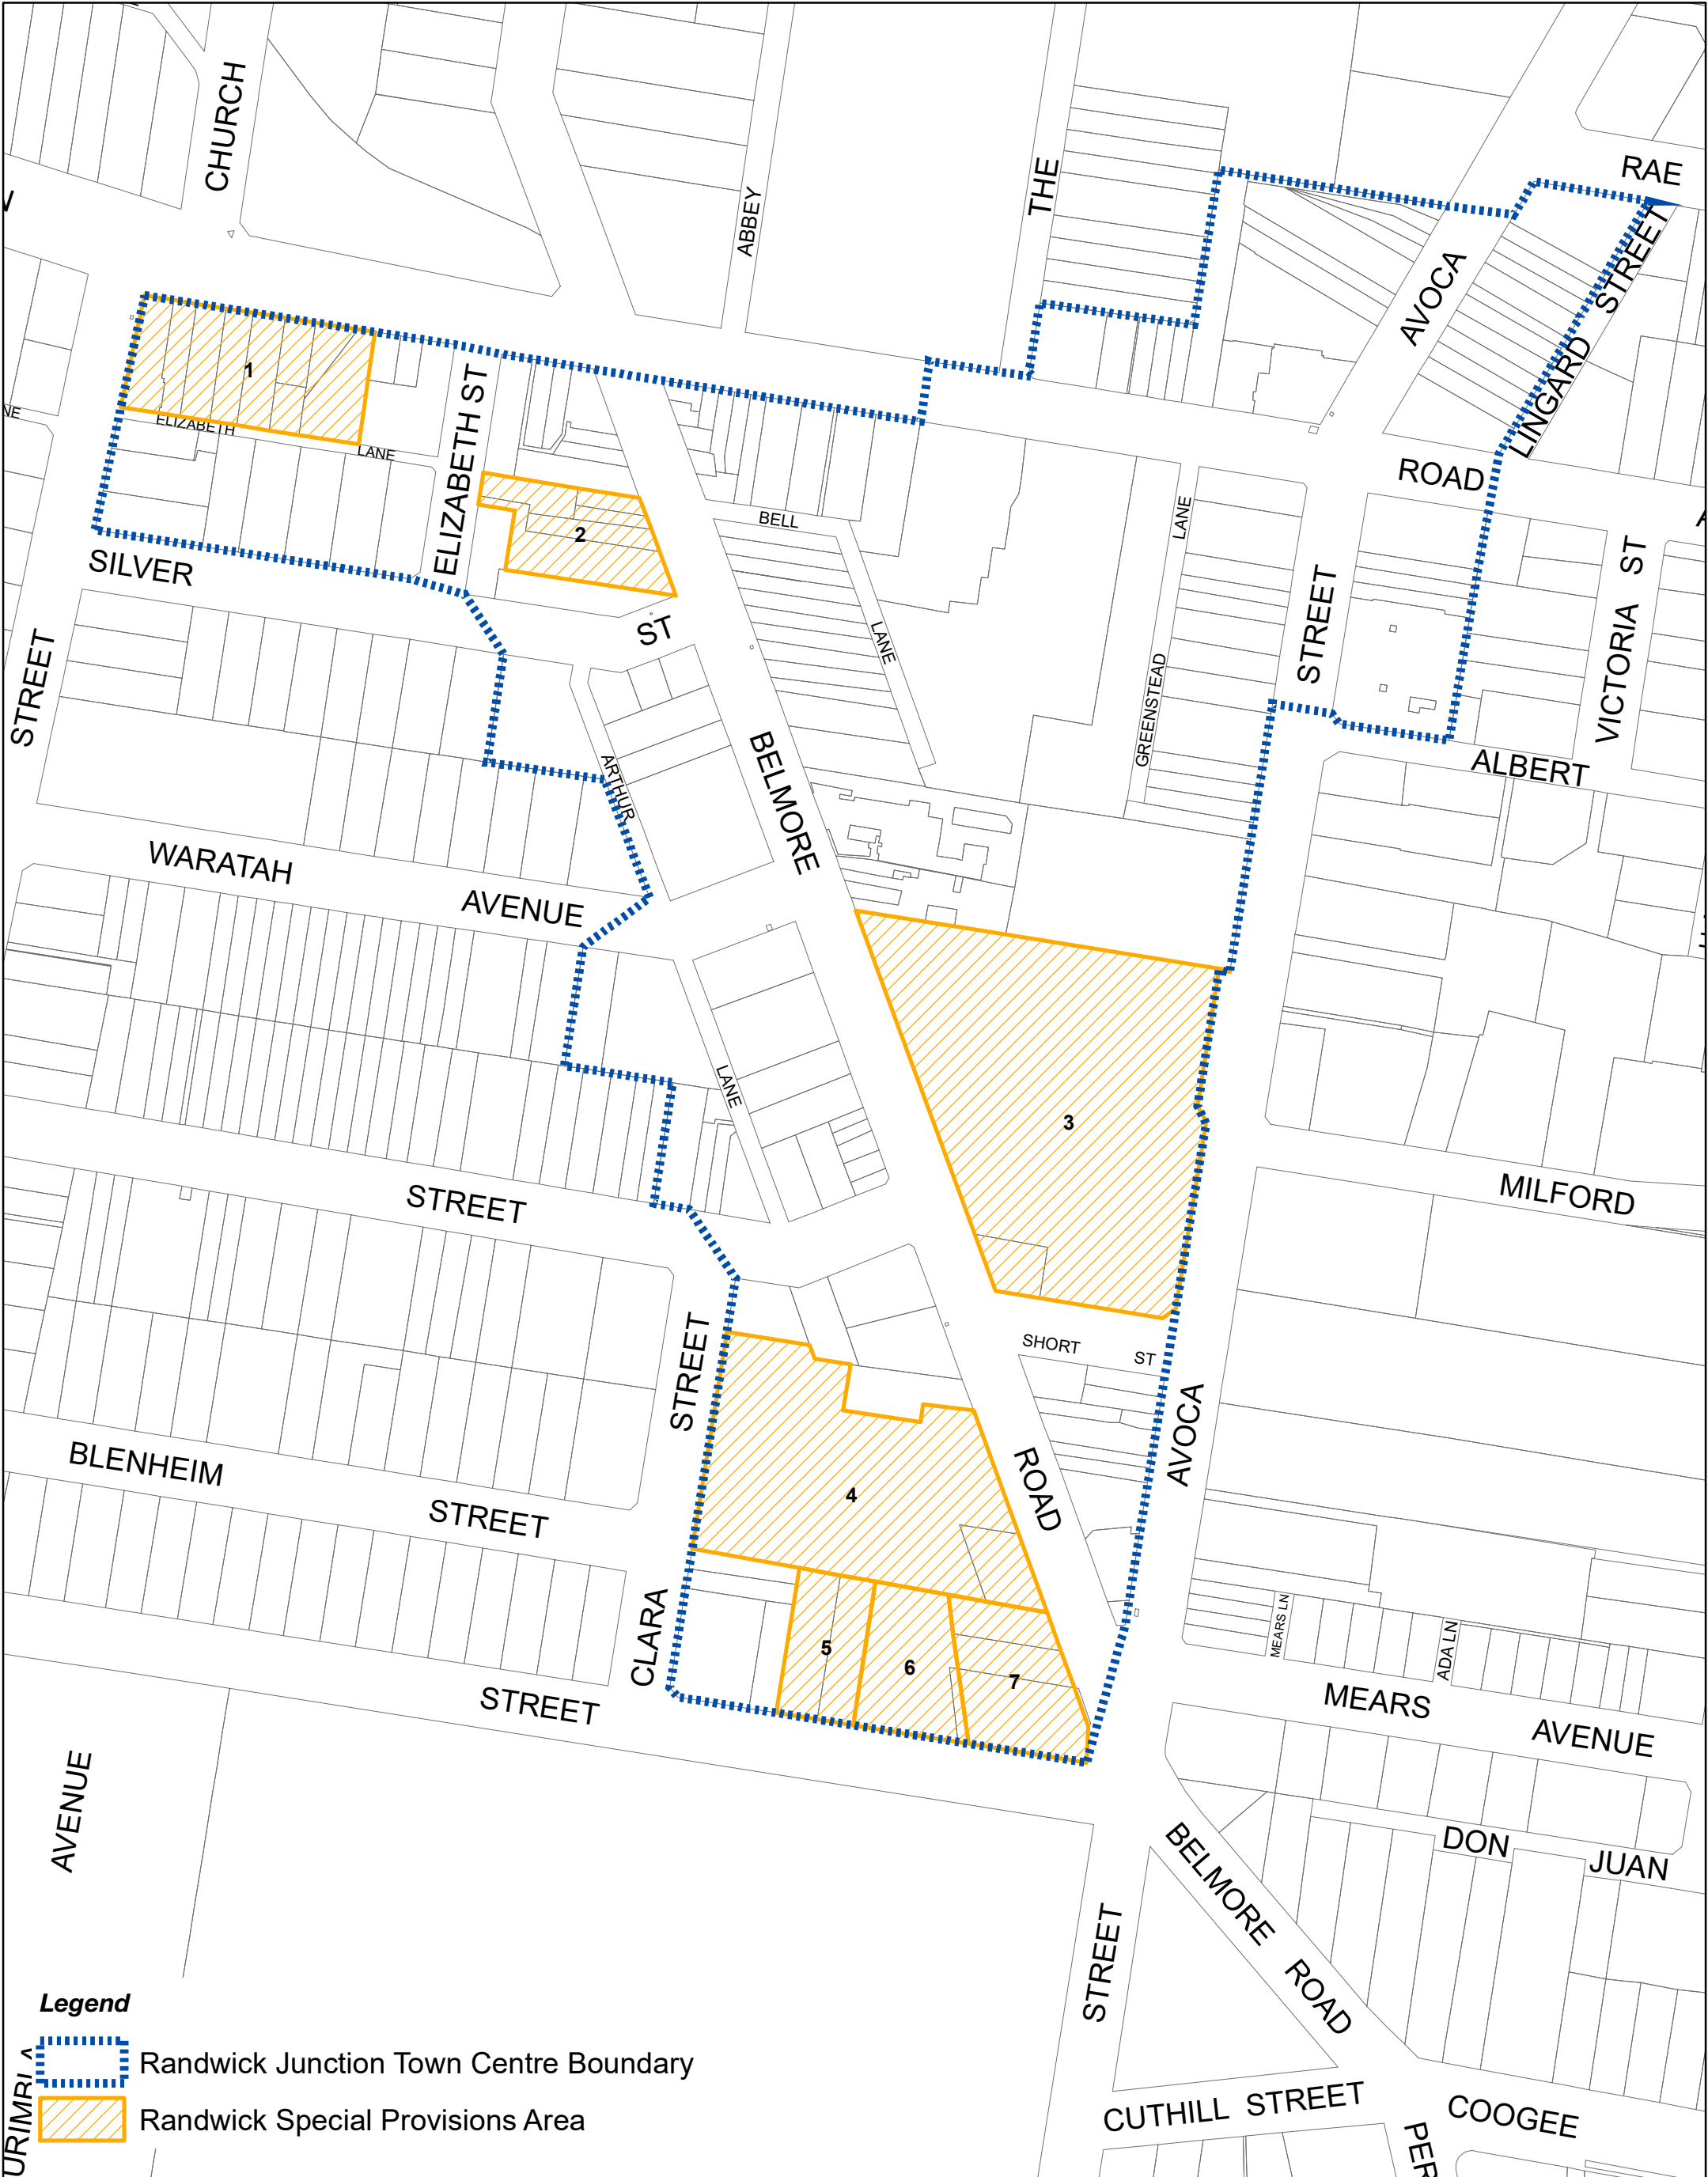 CHURCH
ABBEY
THE
RAE
AVOCA
LINGARD STREET
1
ELIZABETH
LANE
ELIZABETH ST
2
BELL
LANE
LANE
GREENSTEAD
ROAD
STREET
VICTORIA ST
SILVER
ST
STREET
ARTHUR
BELMORE
ALBERT
WARATAH
AVENUE
LANE
3
MILFORD
STREET
SHORT ST
STREET
AVOCA
BLENHEIM
STREET
4
ROAD
CLARA
5
6
7
MEARS LN
ADA LN
STREET
MEARS
AVENUE
AVENUE
DON
JUAN
BELMORE ROAD
STREET
Legend
Randwick Junction Town Centre Boundary
Randwick Special Provisions Area
CUTHILL STREET
COOGEE